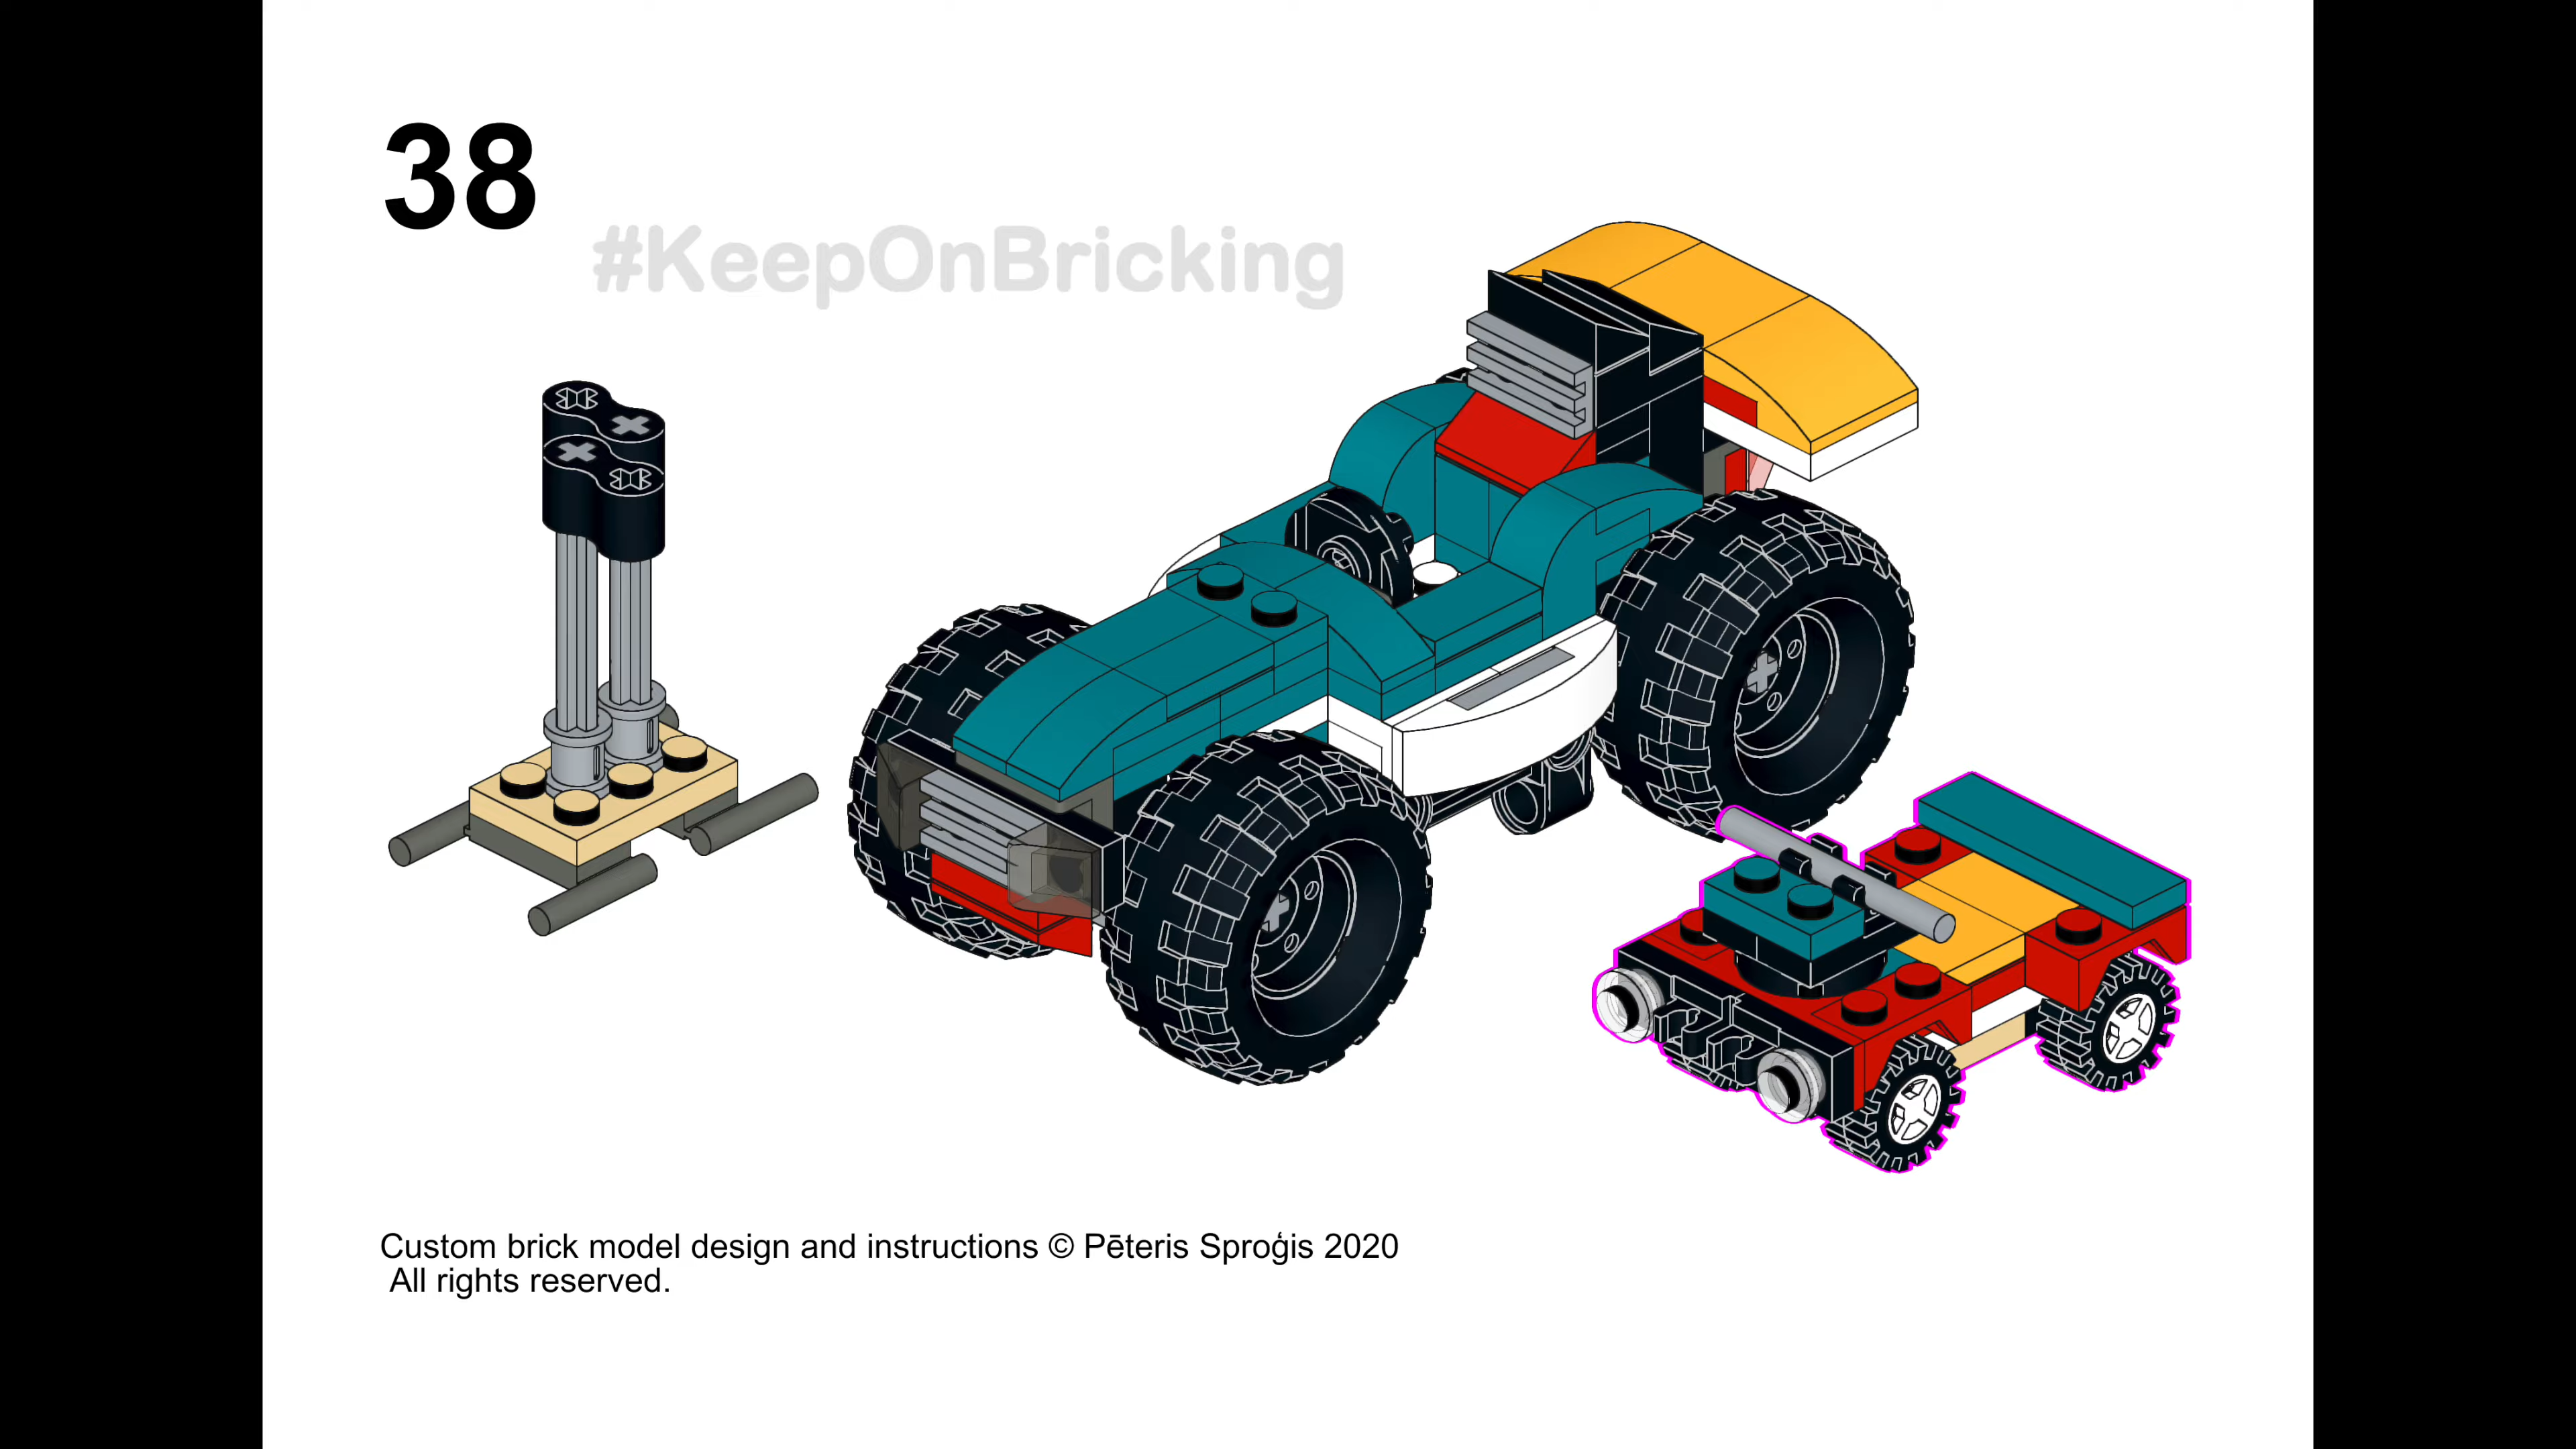 38
#KeepOnBricking
Custom brick model design and instructions © Pēteris Sproģis 2020
All rights reserved.